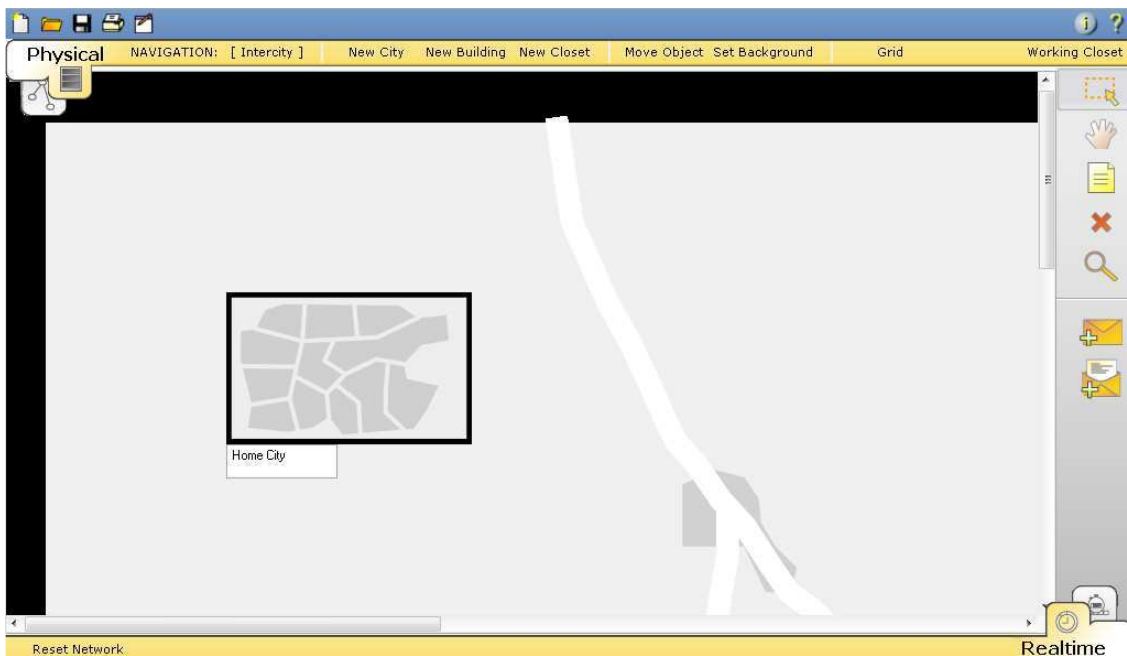 Physical NAVIGATION: [ Intercity ] New City New Building New Closet Move Object Set Background Grid Working Closet
Home City
Realtime
Reset Network